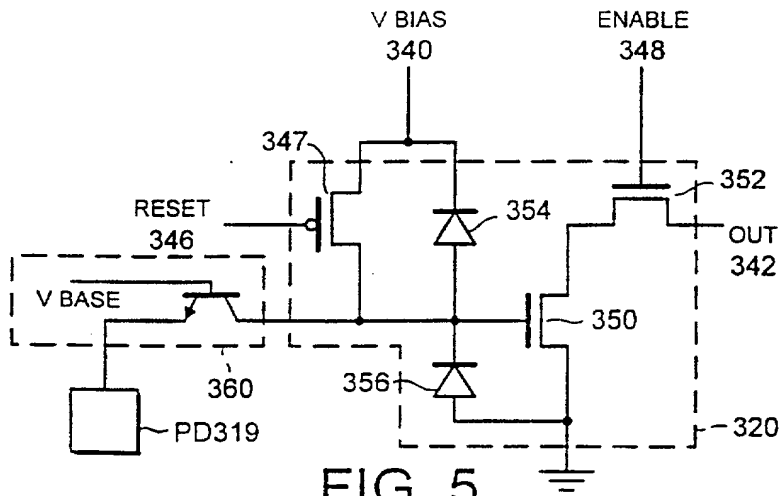 V BIAS
340
ENABLE
348
347
352
RESET
346
354
OUT
342
V BASE
350
360
356
PD319
320
FIG. 5